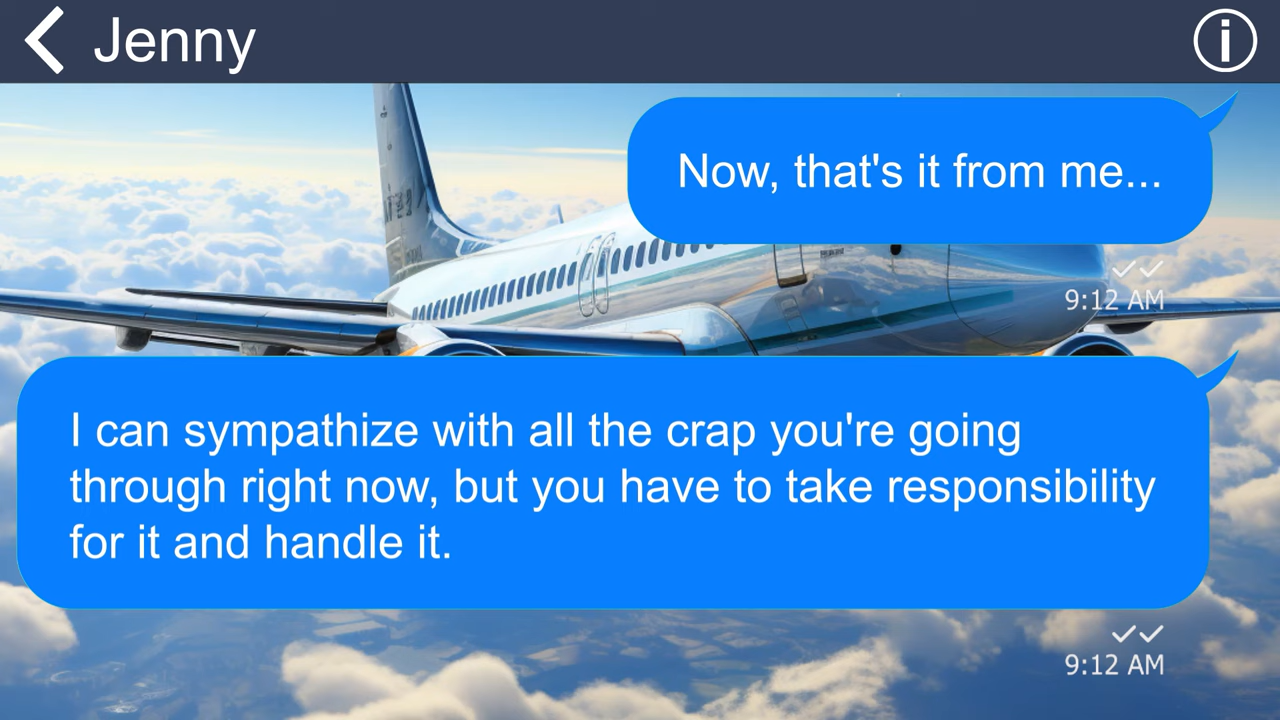 Jenny
Now, that's it from me...
9:12 AM
I can sympathize with all the crap you're going
through right now, but you have to take responsibility
for it and handle it.
9:12 AM